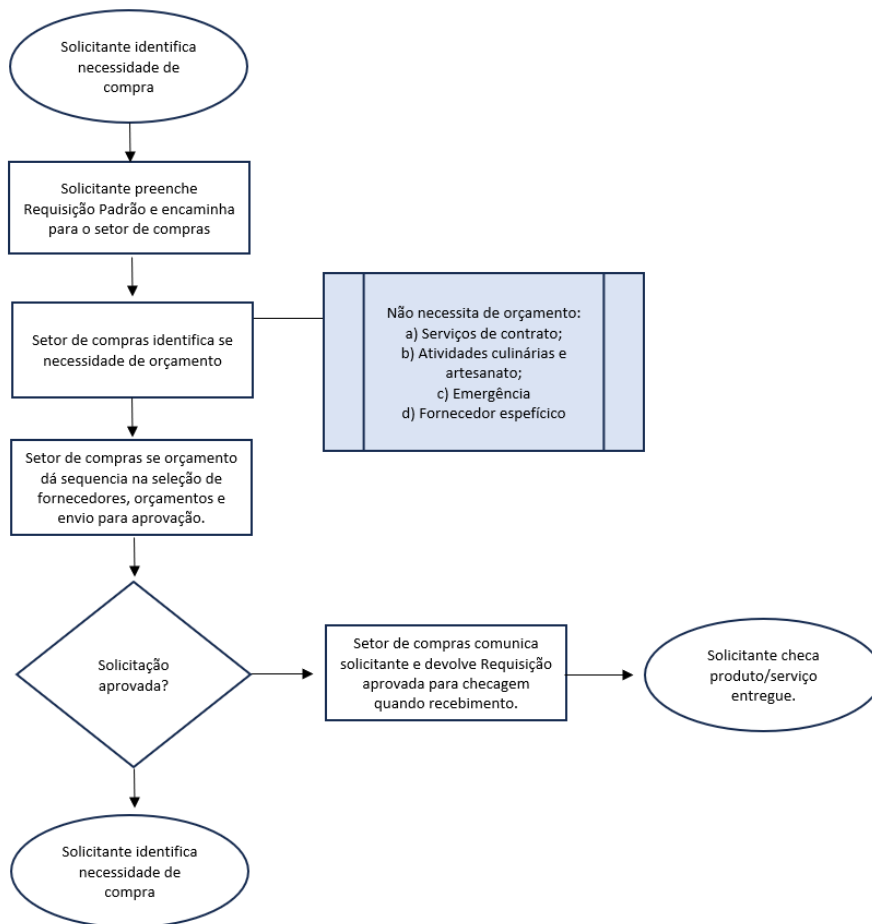 Solicitante identifica
necessidade de
compra
Solicitante preenche
Requisição Padrão e encaminha
para o setor de compras
Setor de compras identifica se
necessidade de orçamento
Não necessita de orçamento:
a) Serviços de contrato;
b) Atividades culinárias e
artesanato;
c) Emergência
d) Fornecedor espefícico
Setor de compras se orçamento
dá sequencia na seleção de
fornecedores, orçamentos e
envio para aprovação.
Solicitação
aprovada?
Setor de compras comunica
solicitante e devolve Requisição
aprovada para checagem
quando recebimento.
Solicitante checa
produto/serviço
entregue.
Solicitante identifica
necessidade de
compra